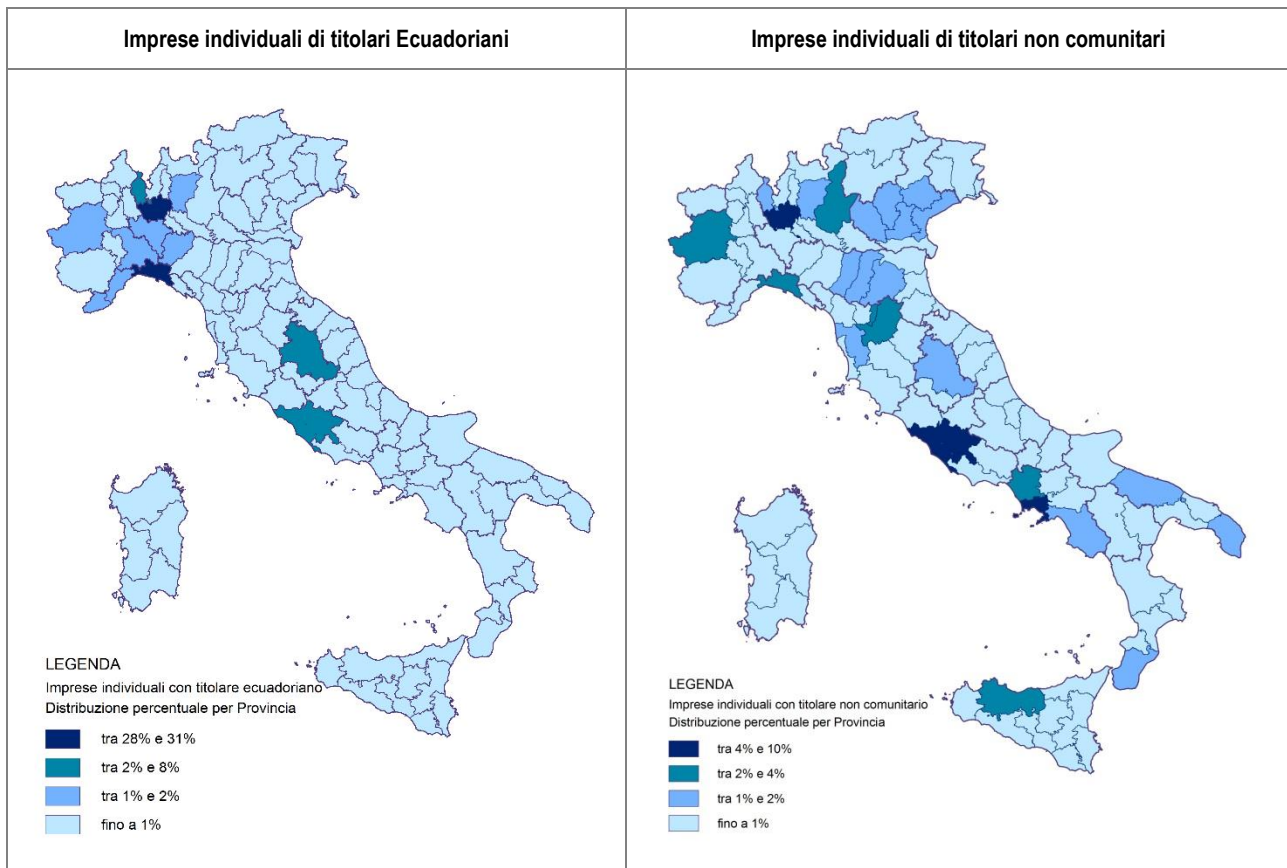 Imprese individuali di titolari Ecuadoriani
Imprese individuali di titolari non comunitari
LEGENDA
Imprese individuali con titolare ecuadoriano
Distribuzione percentuale per Provincia
tra 28% e 31%
tra 2% e 8%
tra 1% e 2%
fino a 1%
LEGENDA
Imprese individuali con titolare non comunitario
Distribuzione percentuale per Provincia
tra 4% e 10%
tra 2% e 4%
tra 1% e 2%
fino a 1%